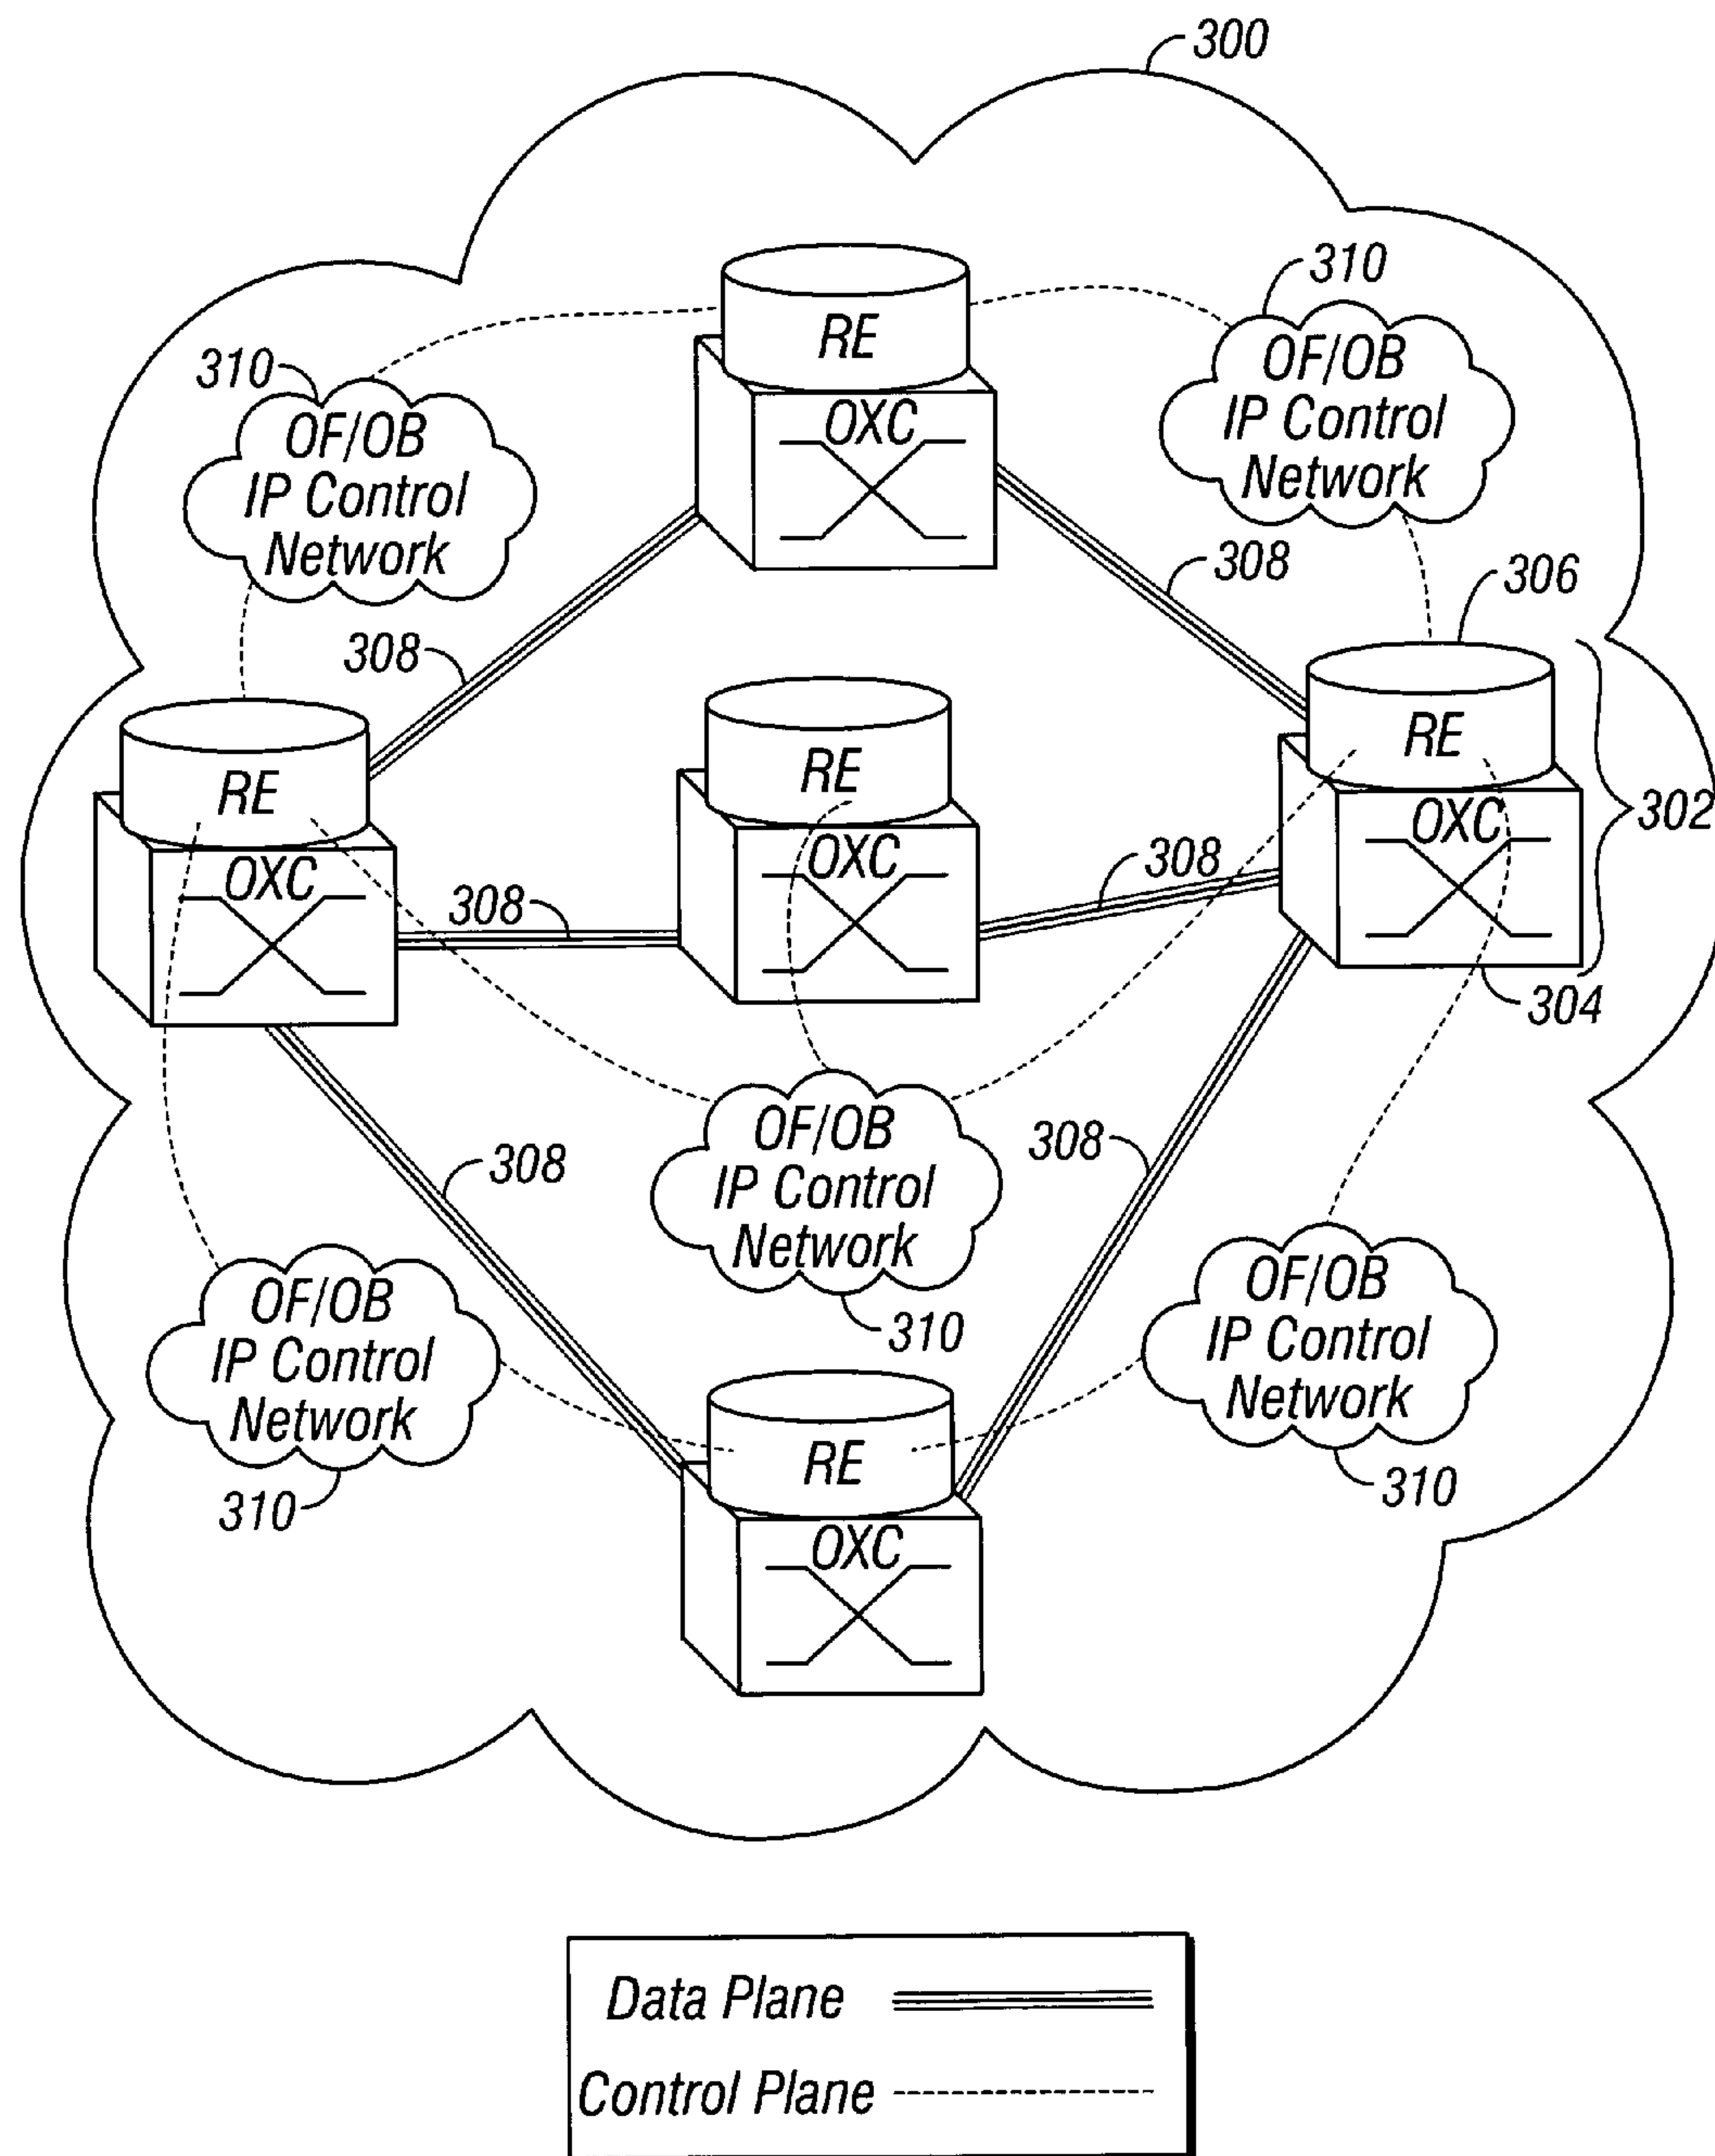 300
310
RE
OF/OB
IP Control
Network
310
OF/OB
IP Control
Network
OXC
308
306
308
RE
RE
RE
302
OXC
OXC
OXC
308
308
304
308
OF/OB
IP Control
Network
308
310
OF/OB
IP Control
Network
OF/OB
IP Control
Network
310
RE
310
OXC
Data Plane
Control Plane